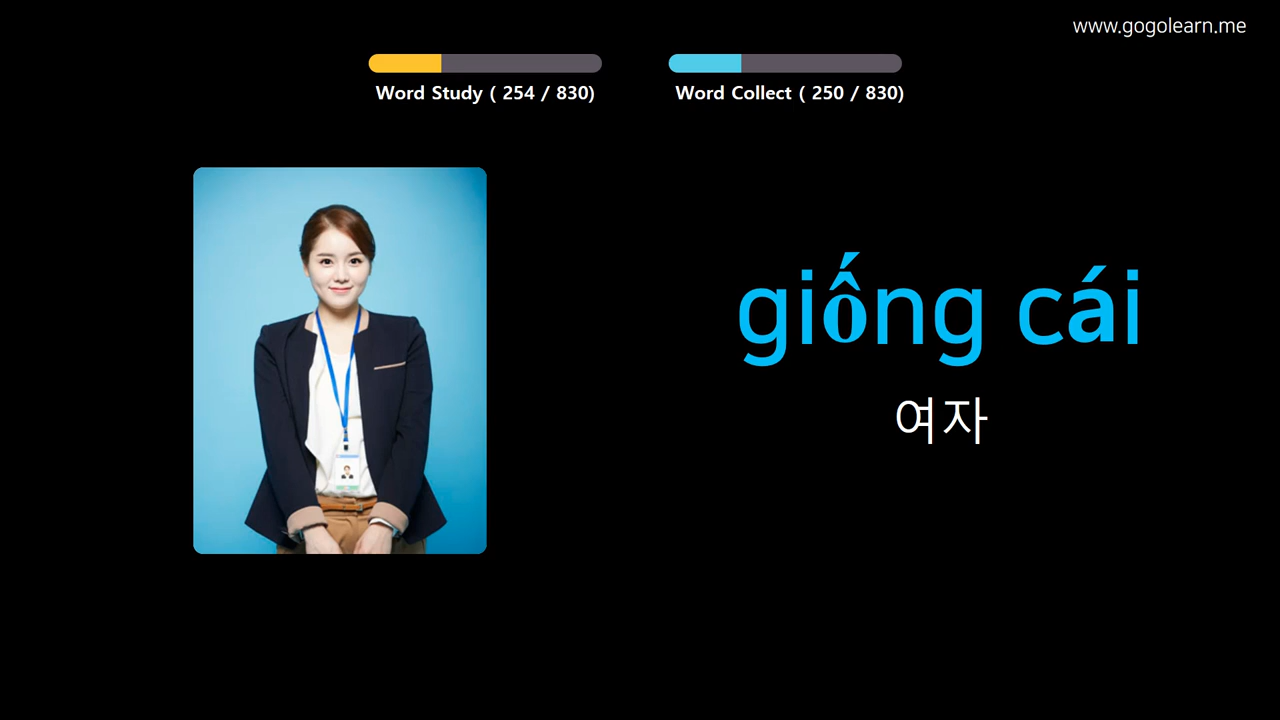 www.gogolearn.me
Word Study ( 254 / 830)
Word Collect ( 250 / 830)
giống cái
여자